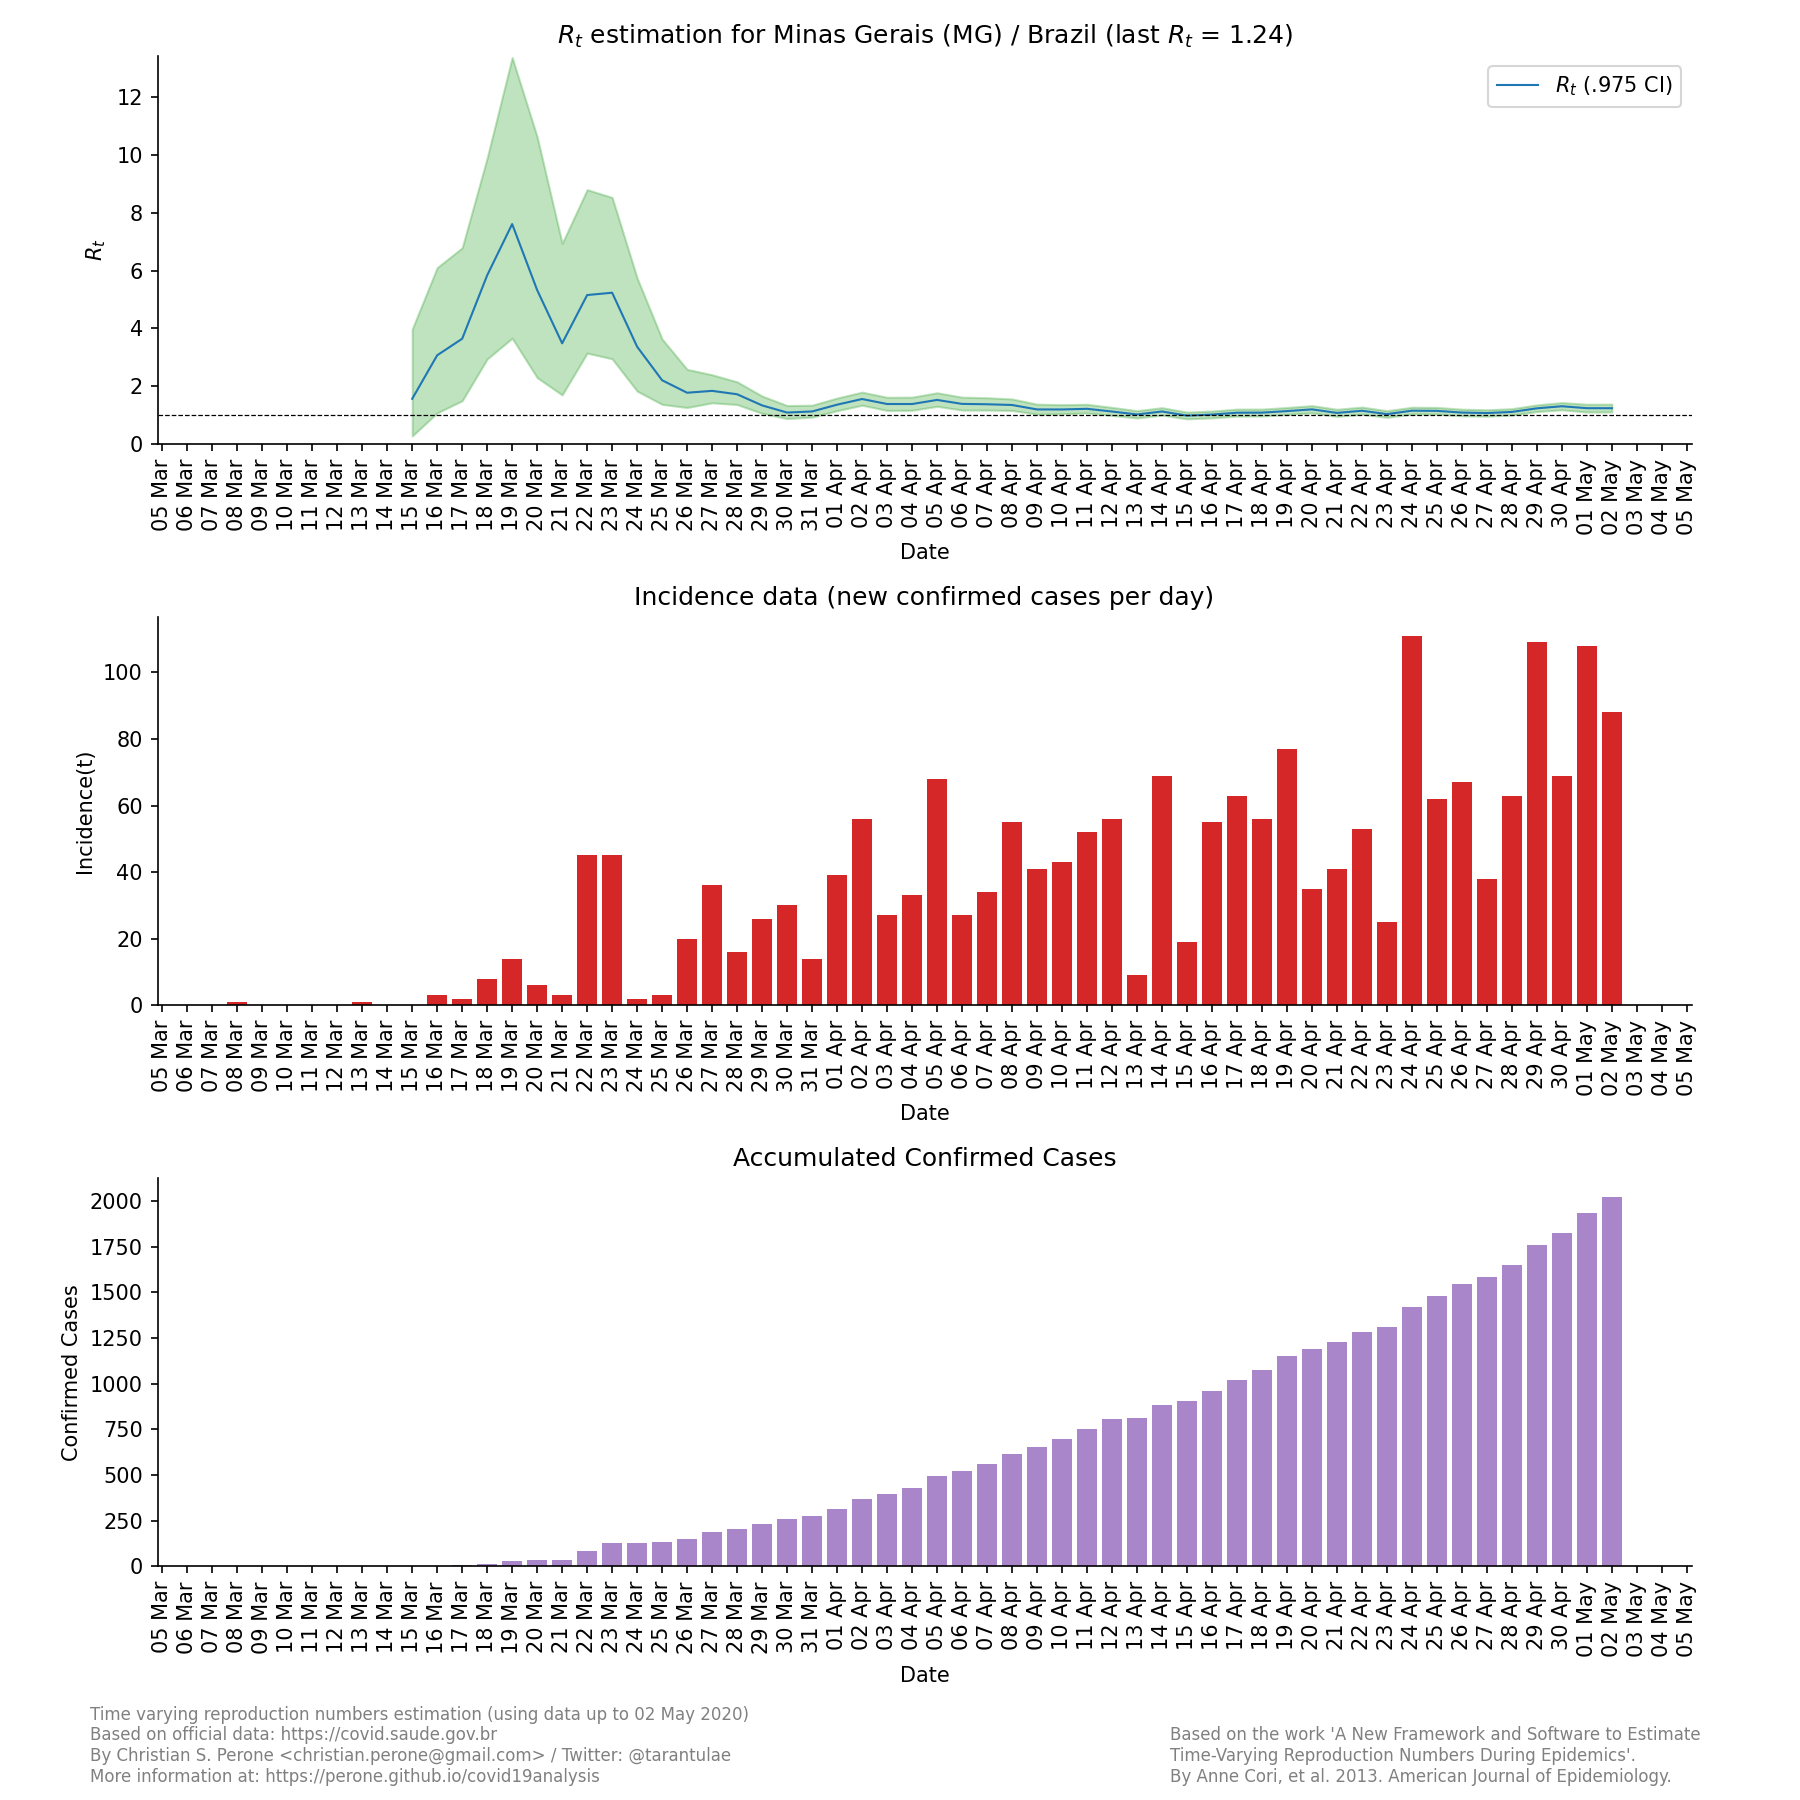 R_t estimation for Minas Gerais (MG) / Brazil (last R_t = 1.24)
R_t (.975 CI)
12
10
8
6
4
2
0
R_t
05 Mar 06 Mar 07 Mar 08 Mar 09 Mar 10 Mar 11 Mar 12 Mar 13 Mar 14 Mar 15 Mar 16 Mar 17 Mar 18 Mar 19 Mar 20 Mar 21 Mar 22 Mar 23 Mar 24 Mar 25 Mar 26 Mar 27 Mar 28 Mar 29 Mar 30 Mar 31 Mar 01 Apr 02 Apr 03 Apr 04 Apr 05 Apr 06 Apr 07 Apr 08 Apr 09 Apr 10 Apr 11 Apr 12 Apr 13 Apr 14 Apr 15 Apr 16 Apr 17 Apr 18 Apr 19 Apr 20 Apr 21 Apr 22 Apr 23 Apr 24 Apr 25 Apr 26 Apr 27 Apr 28 Apr 29 Apr 30 Apr 01 May 02 May 03 May 04 May 05 May
Date
Incidence data (new confirmed cases per day)
100
80
60
40
20
0
Incidence(t)
05 Mar 06 Mar 07 Mar 08 Mar 09 Mar 10 Mar 11 Mar 12 Mar 13 Mar 14 Mar 15 Mar 16 Mar 17 Mar 18 Mar 19 Mar 20 Mar 21 Mar 22 Mar 23 Mar 24 Mar 25 Mar 26 Mar 27 Mar 28 Mar 29 Mar 30 Mar 31 Mar 01 Apr 02 Apr 03 Apr 04 Apr 05 Apr 06 Apr 07 Apr 08 Apr 09 Apr 10 Apr 11 Apr 12 Apr 13 Apr 14 Apr 15 Apr 16 Apr 17 Apr 18 Apr 19 Apr 20 Apr 21 Apr 22 Apr 23 Apr 24 Apr 25 Apr 26 Apr 27 Apr 28 Apr 29 Apr 30 Apr 01 May 02 May 03 May 04 May 05 May
Date
Accumulated Confirmed Cases
2000
1750
1500
1250
1000
750
500
250
0
Confirmed Cases
05 Mar 06 Mar 07 Mar 08 Mar 09 Mar 10 Mar 11 Mar 12 Mar 13 Mar 14 Mar 15 Mar 16 Mar 17 Mar 18 Mar 19 Mar 20 Mar 21 Mar 22 Mar 23 Mar 24 Mar 25 Mar 26 Mar 27 Mar 28 Mar 29 Mar 30 Mar 31 Mar 01 Apr 02 Apr 03 Apr 04 Apr 05 Apr 06 Apr 07 Apr 08 Apr 09 Apr 10 Apr 11 Apr 12 Apr 13 Apr 14 Apr 15 Apr 16 Apr 17 Apr 18 Apr 19 Apr 20 Apr 21 Apr 22 Apr 23 Apr 24 Apr 25 Apr 26 Apr 27 Apr 28 Apr 29 Apr 30 Apr 01 May 02 May 03 May 04 May 05 May
Date
Time varying reproduction numbers estimation (using data up to 02 May 2020)
Based on official data: https://covid.saude.gov.br
By Christian S. Perone <christian.perone@gmail.com> / Twitter: @tarantulae
More information at: https://perone.github.io/covid19analysis
Based on the work 'A New Framework and Software to Estimate
Time-Varying Reproduction Numbers During Epidemics'.
By Anne Cori, et al. 2013. American Journal of Epidemiology.